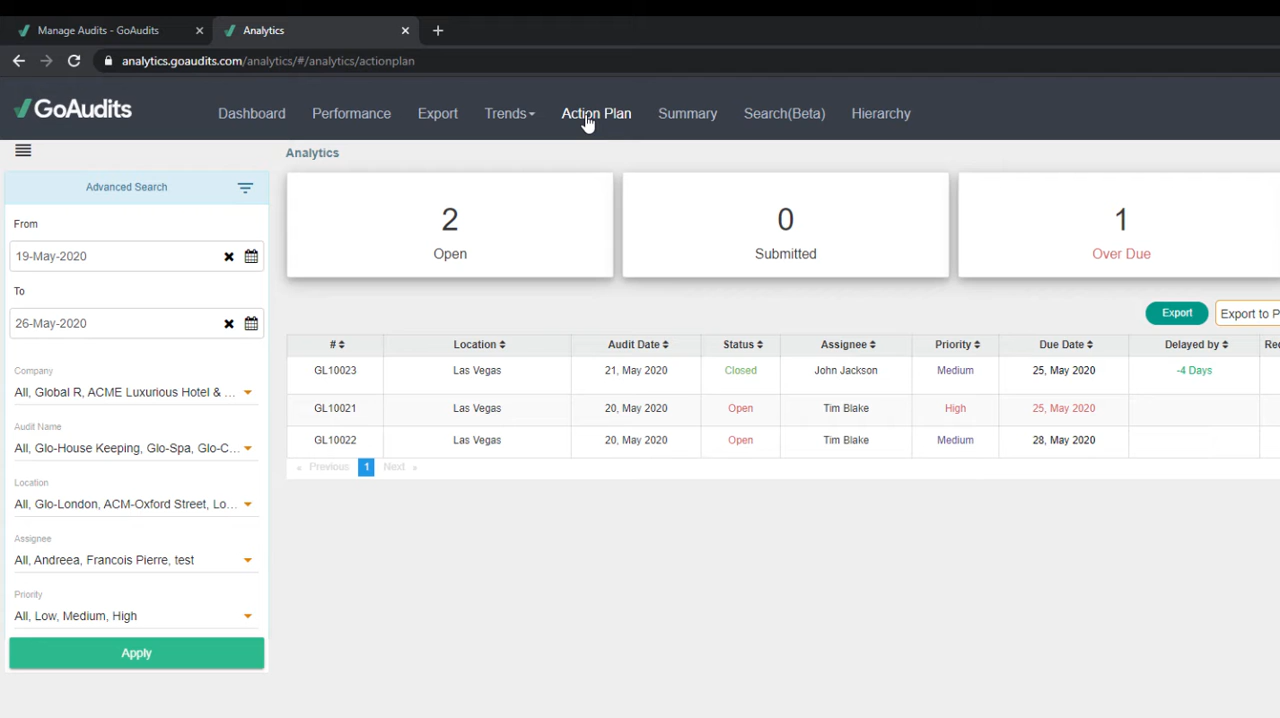 Manage Audits - GoAudits
Analytics
analytics.goaudits.com/analytics/#/analytics/actionplan
GoAudits
Dashboard Performance Export Trends Action Plan Summary Search(Beta) Hierarchy
Analytics
Advanced Search
From
19-May-2020
To
26-May-2020
Company
All, Global R, ACME Luxurious Hotel & ...
Audit Name
All, Glo-House Keeping, Glo-Spa, Glo-C...
Location
All, Glo-London, ACM-Oxford Street, Lo...
Assignee
All, Andreea, Francois Pierre, test
Priority
All, Low, Medium, High
Apply
2
Open
0
Submitted
1
Over Due
Export Export to P
# Location Audit Date Status Assignee Priority Due Date Delayed by Rec
GL10023 Las Vegas 21, May 2020 Closed John Jackson Medium 25, May 2020 -4 Days
GL10021 Las Vegas 20, May 2020 Open Tim Blake High 25, May 2020
GL10022 Las Vegas 20, May 2020 Open Tim Blake Medium 28, May 2020
« Previous 1 Next »